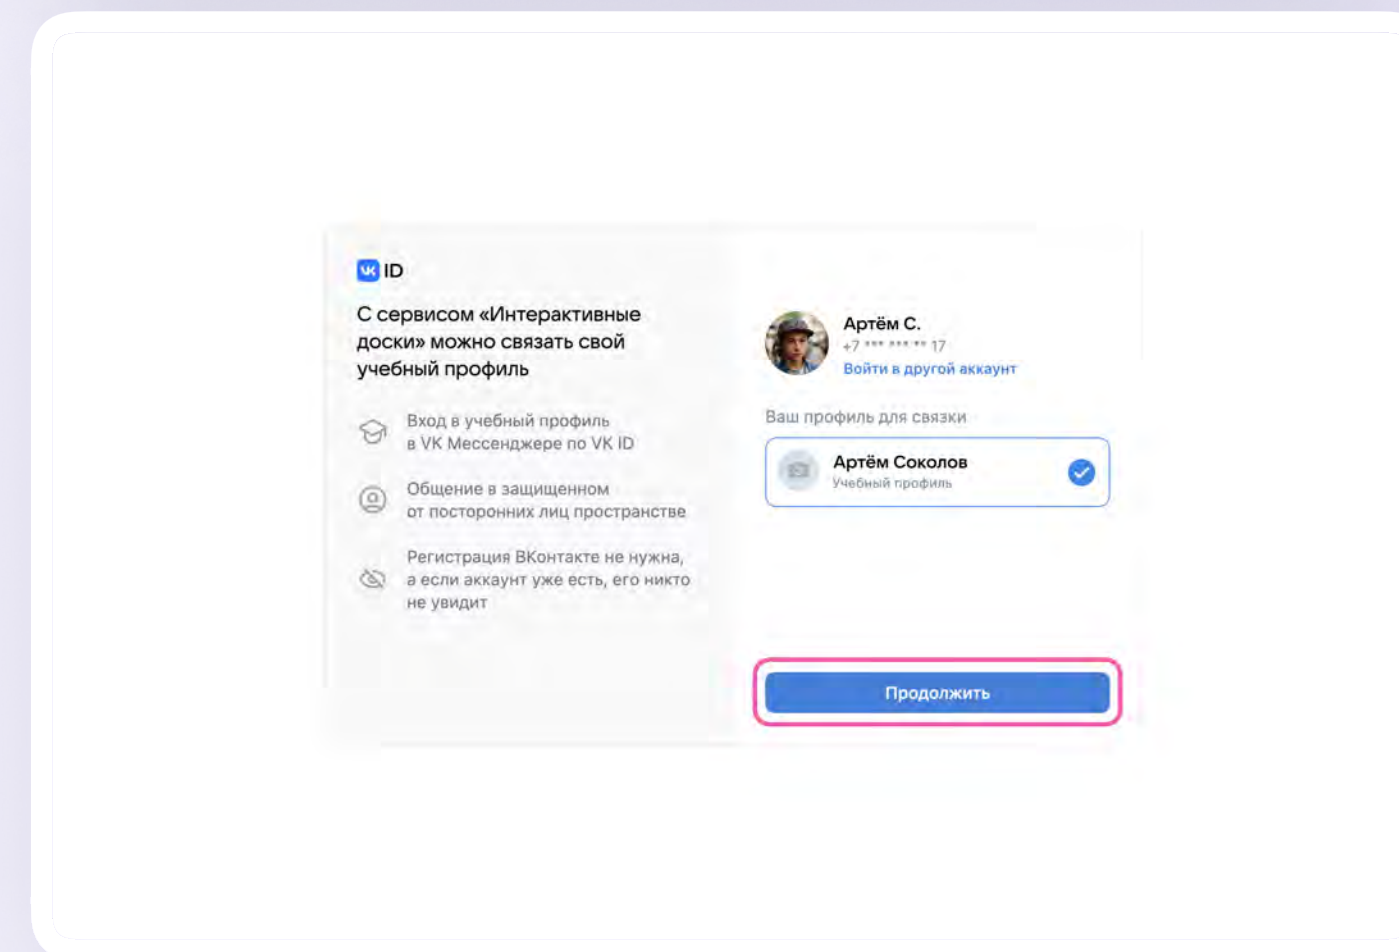 VK ID
С сервисом «Интерактивные
доски» можно связать свой
учебный профиль
Вход в учебный профиль
в VK Мессенджере по VK ID
Общение в защищенном
от посторонних лиц пространстве
Регистрация ВКонтакте не нужна,
а если аккаунт уже есть, его никто
не увидит
Артём С.
+7 *** *** ** 17
Войти в другой аккаунт
Ваш профиль для связки
Артём Соколов
Учебный профиль
Продолжить